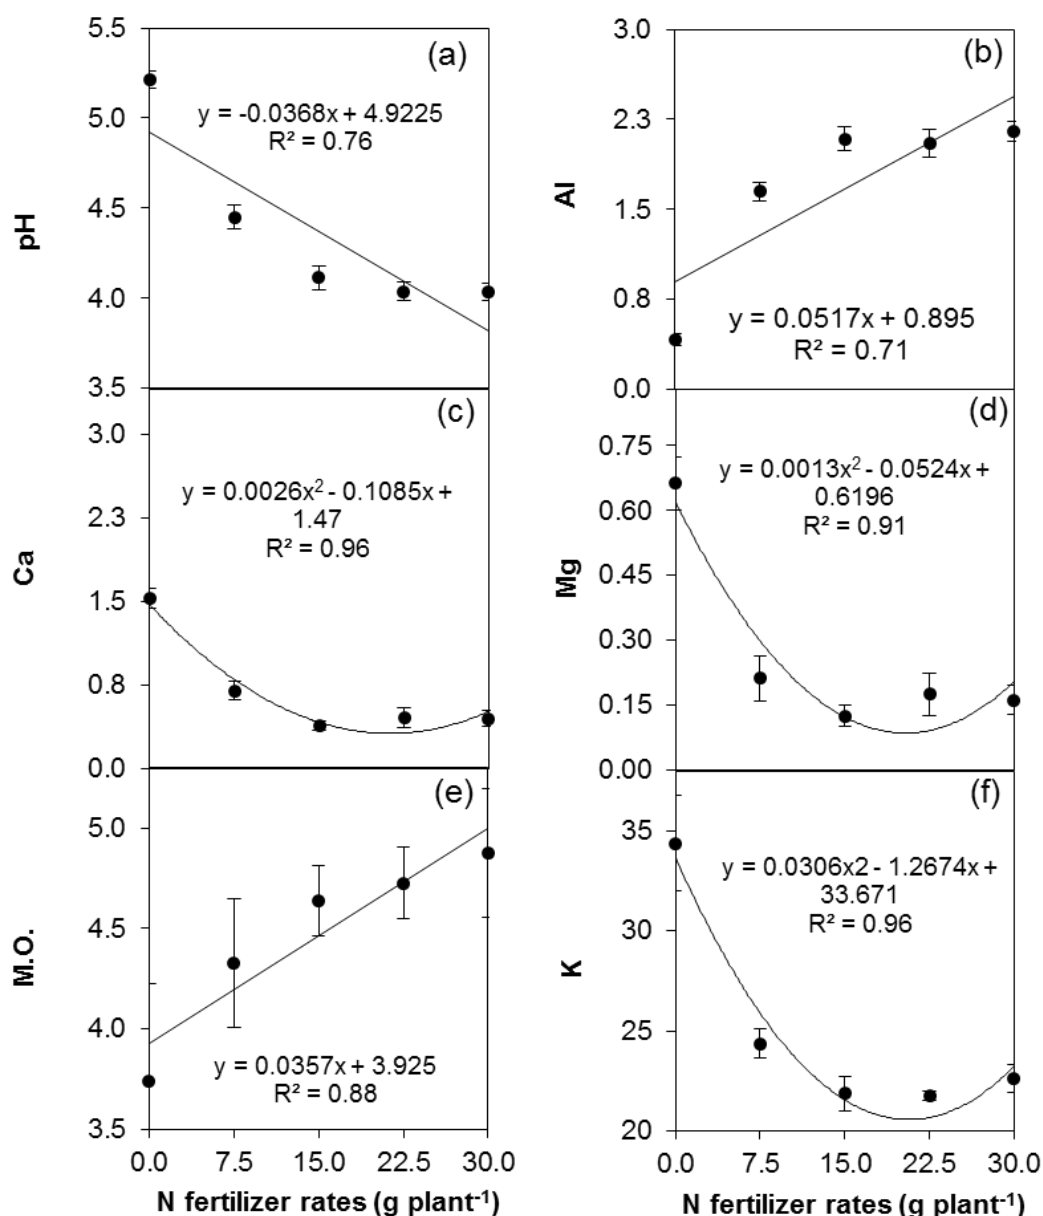 (a)
5.5
5.0
4.5
4.0
3.5
pH
y = -0.0368x + 4.9225
R² = 0.76
(b)
3.0
2.3
1.5
0.8
0.0
Al
y = 0.0517x + 0.895
R² = 0.71
(c)
3.0
2.3
1.5
0.8
0.0
Ca
y = 0.0026x² - 0.1085x +
1.47
R² = 0.96
(d)
0.75
0.60
0.45
0.30
0.15
0.00
Mg
y = 0.0013x² - 0.0524x +
0.6196
R² = 0.91
(e)
5.0
4.5
4.0
3.5
M.O.
y = 0.0357x + 3.925
R² = 0.88
0.0 7.5 15.0 22.5 30.0
N fertilizer rates (g plant⁻¹)
(f)
35
30
25
20
K
y = 0.0306x2 - 1.2674x +
33.671
R² = 0.96
0.0 7.5 15.0 22.5 30.0
N fertilizer rates (g plant⁻¹)